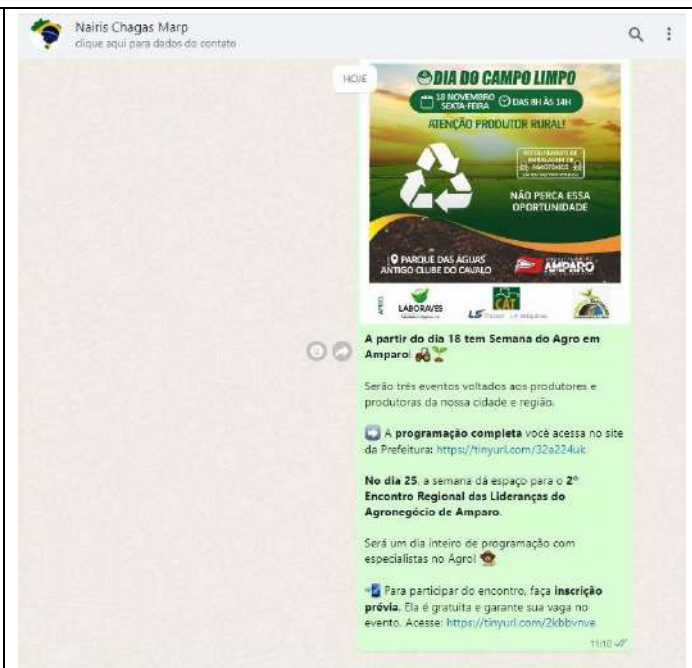 Nairis Chagas Marp
clique aqui para dados do contato
HOJE
DIA DO CAMPO LIMPO
18 NOVEMBRO
SEXTA-FEIRA
DAS 8H ÀS 14H
ATENÇÃO PRODUTOR RURAL!
NÃO PERCA ESSA
OPORTUNIDADE
PARQUE DAS ÁGUAS
ANTIGO CLUBE DO CAVALO
AMPARO
APOIO:
LABORAVES
LS
CAT
A partir do dia 18 tem Semana do Agro em
Amparo!
Serão três eventos voltados aos produtores e
produtoras da nossa cidade e região.
A programação completa você acessa no site
da Prefeitura: https://tinyurl.com/32a224uk
No dia 25, a semana dá espaço para o 2º
Encontro Regional das Lideranças do
Agronegócio de Amparo.
Será um dia inteiro de programação com
especialistas no Agro!
Para participar do encontro, faça inscrição
prévia. Ela é gratuita e garante sua vaga no
evento. Acesse: https://tinyurl.com/2kbbvnve
11:10